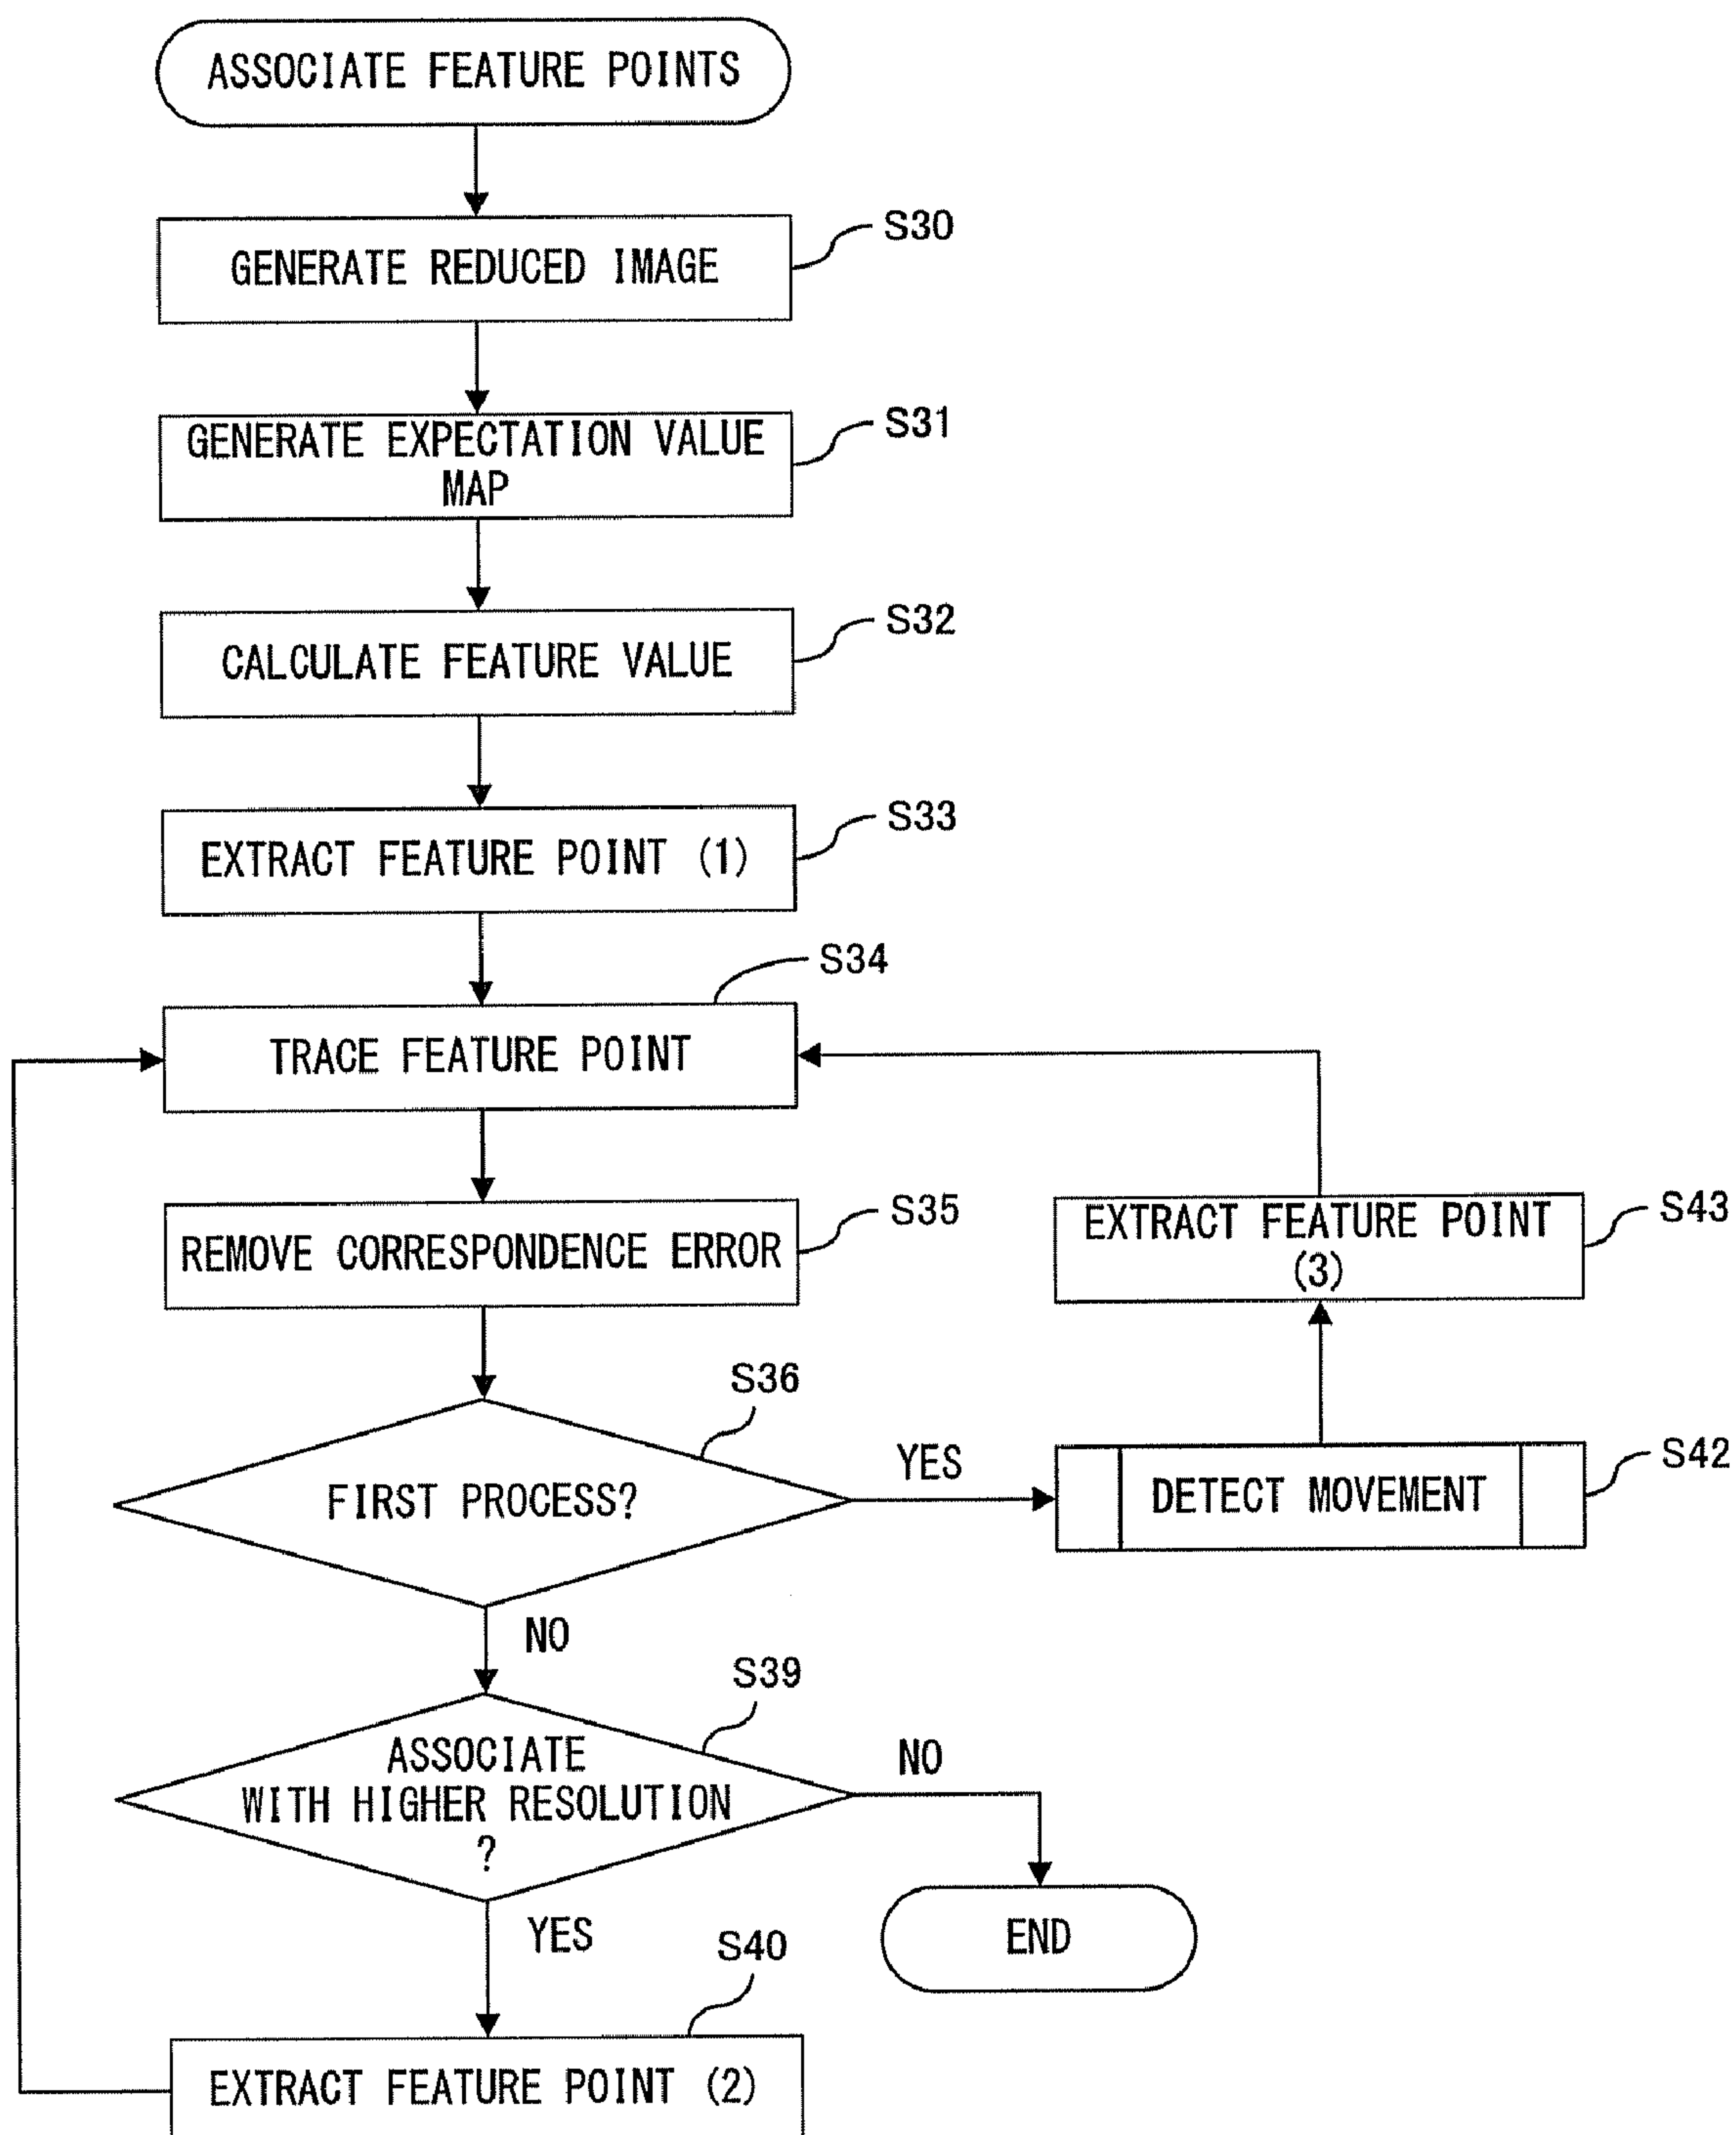 ASSOCIATE FEATURE POINTS
S30
GENERATE REDUCED IMAGE
S31
GENERATE EXPECTATION VALUE
MAP
S32
CALCULATE FEATURE VALUE
S33
EXTRACT FEATURE POINT (1)
S34
TRACE FEATURE POINT
S35
REMOVE CORRESPONDENCE ERROR
S43
EXTRACT FEATURE POINT
(3)
S36
FIRST PROCESS?
YES
S42
DETECT MOVEMENT
NO
S39
ASSOCIATE
WITH HIGHER RESOLUTION
?
NO
END
YES
S40
EXTRACT FEATURE POINT (2)